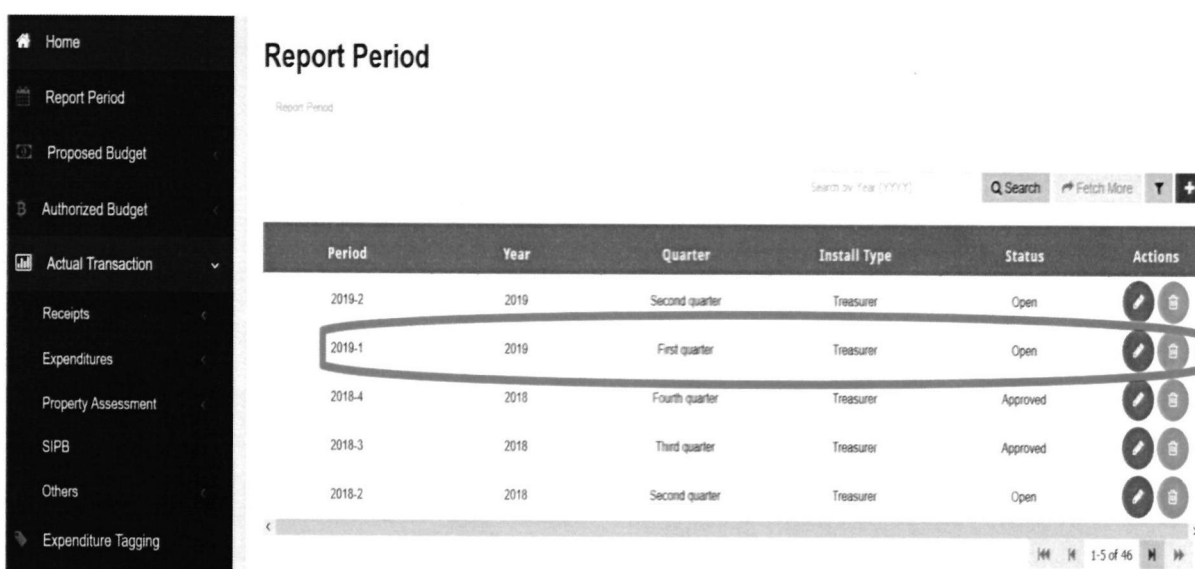 Home
Report Period
Proposed Budget
Authorized Budget
Actual Transaction
Receipts
Expenditures
Property Assessment
SIPB
Others
Expenditure Tagging
Report Period
Report Period
Search by: Year (YYYY)
Search
Fetch More
Period Year Quarter Install Type Status Actions
2019-2 2019 Second quarter Treasurer Open
2019-1 2019 First quarter Treasurer Open
2018-4 2018 Fourth quarter Treasurer Approved
2018-3 2018 Third quarter Treasurer Approved
2018-2 2018 Second quarter Treasurer Open
1-5 of 46